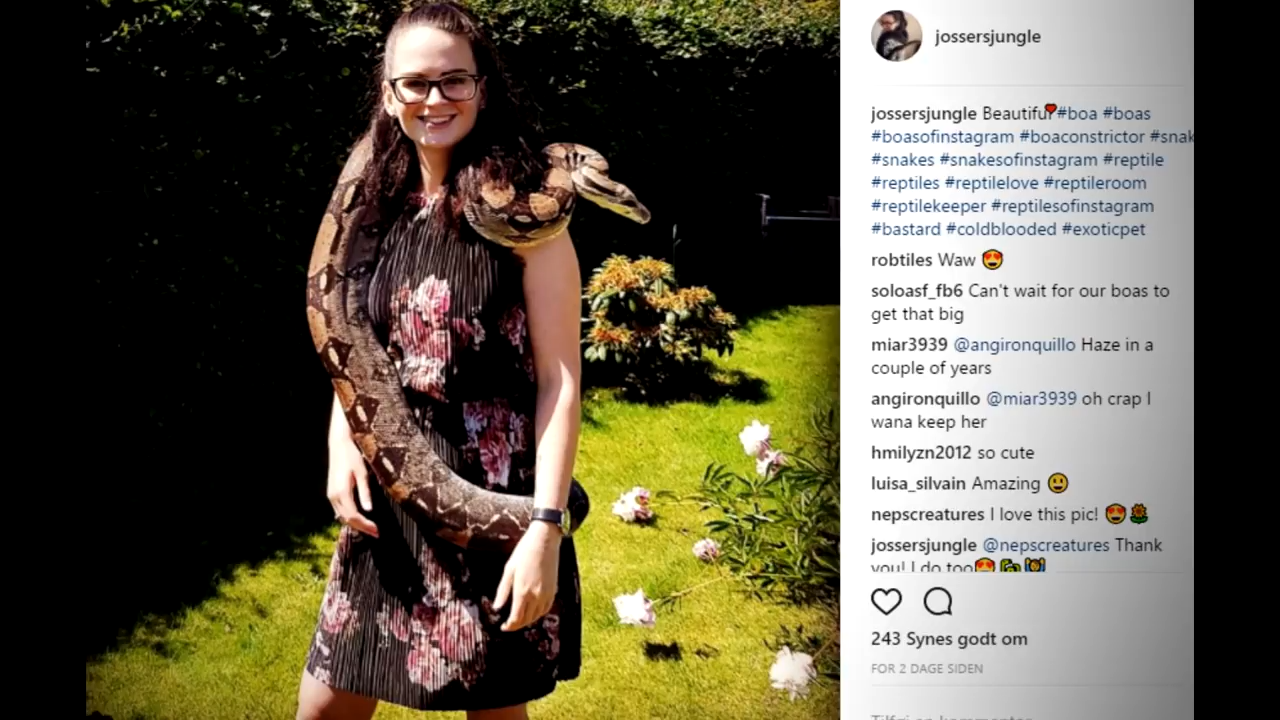 jossersjungle
jossersjungle Beautiful #boa #boas
#boasofinstagram #boaconstrictor #snak
#snakes #snakesofinstagram #reptile
#reptiles #reptilelove #reptileroom
#reptilekeeper #reptilesofinstagram
#bastard #coldblooded #exoticpet
robtiles Waw 😍
soloasf_fb6 Can't wait for our boas to
get that big
miar3939 @angironquillo Haze in a
couple of years
angironquillo @miar3939 oh crap I
wana keep her
hmilyzn2012 so cute
luisa_silvain Amazing 😀
nepscreatures I love this pic! 😍🌻
jossersjungle @nepscreatures Thank
you! I do too😍
243 Synes godt om
FOR 2 DAGE SIDEN